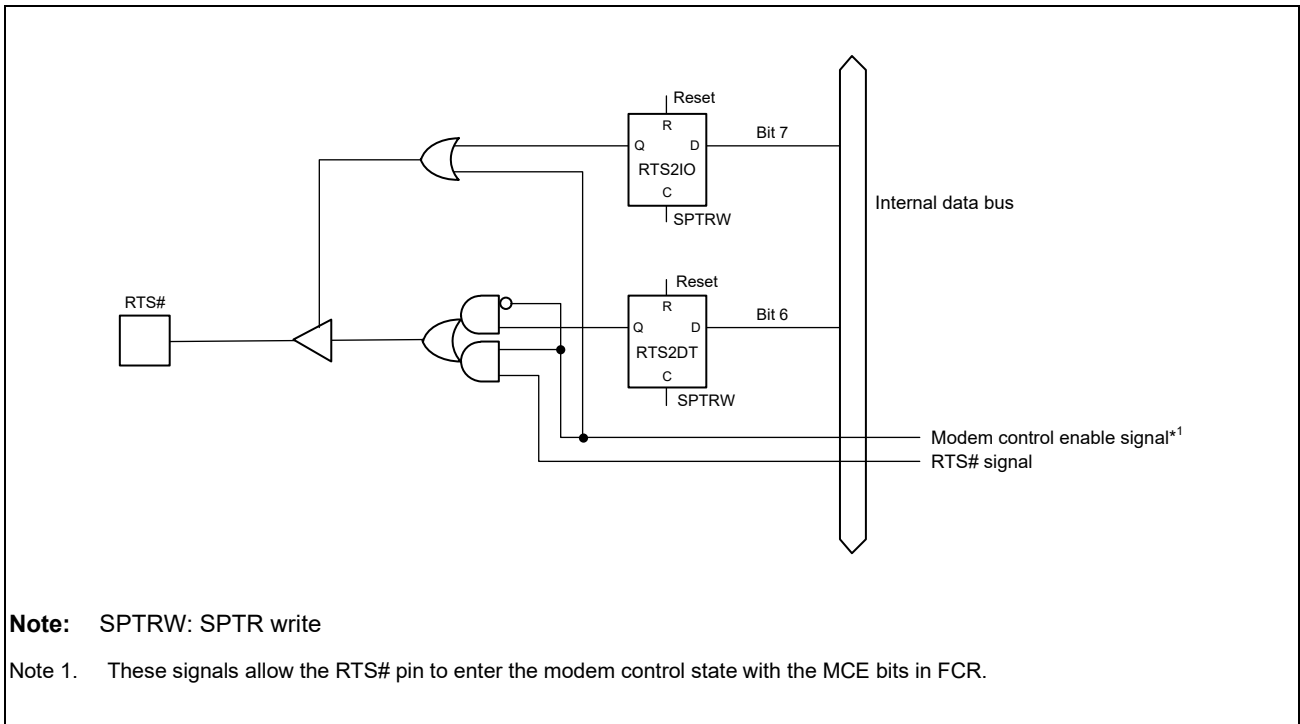 Reset
R
Q D
Bit 7
RTS2IO
C
SPTRW
Internal data bus
Reset
RTS#
R
Q D
Bit 6
RTS2DT
C
SPTRW
Modem control enable signal*1
RTS# signal
Note: SPTRW: SPTR write
Note 1. These signals allow the RTS# pin to enter the modem control state with the MCE bits in FCR.